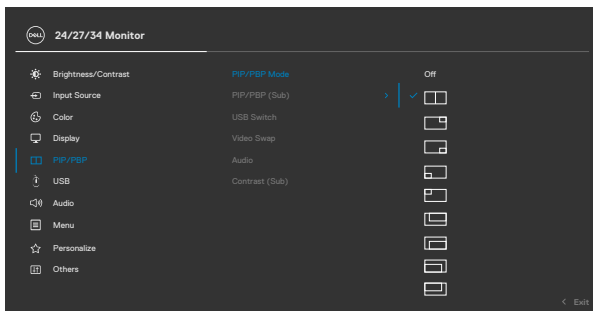 DELL 24/27/34 Monitor
Brightness/Contrast
Input Source
Color
Display
PIP/PBP
USB
Audio
Menu
Personalize
Others
PIP/PBP Mode
PIP/PBP (Sub)
USB Switch
Video Swap
Audio
Contrast (Sub)
Off
Exit